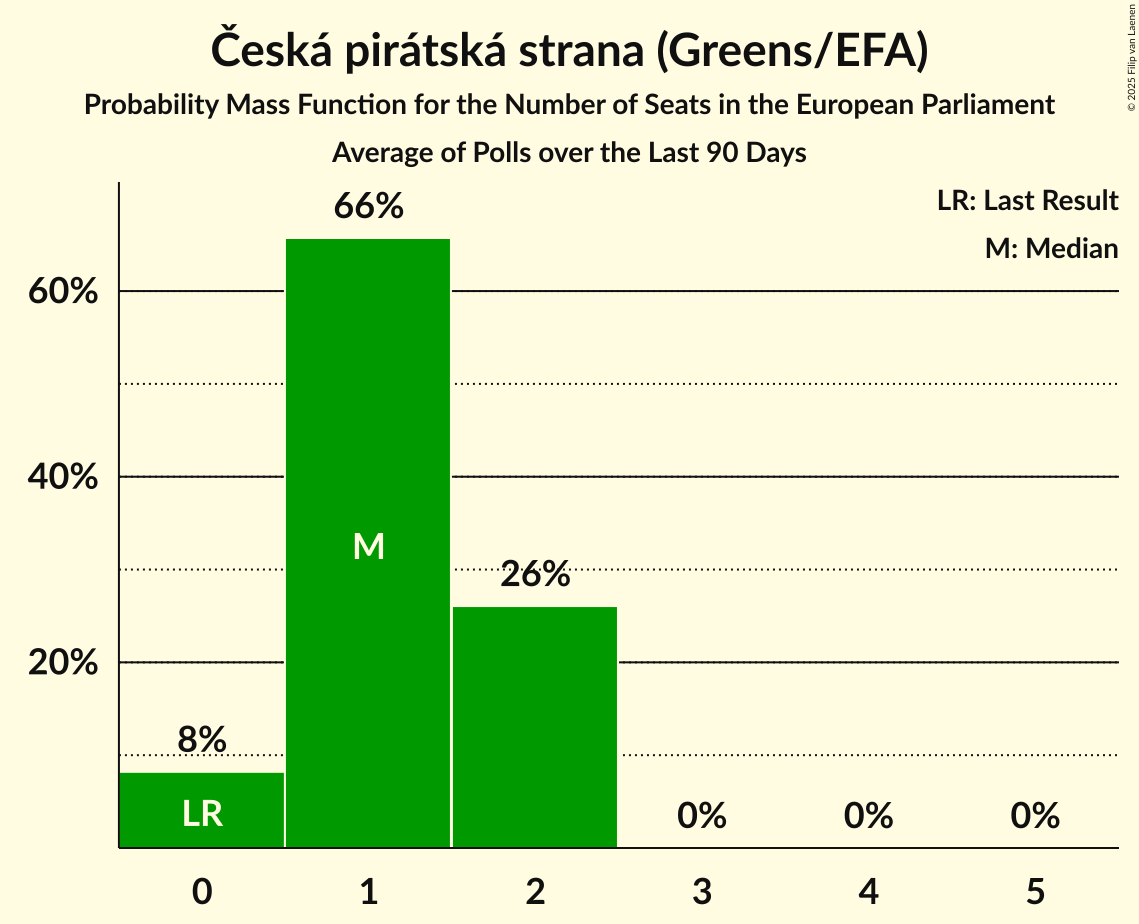 Česká pirátská strana (Greens/EFA)
Probability Mass Function for the Number of Seats in the European Parliament
Average of Polls over the Last 90 Days
© 2025 Filip van Laenen
LR: Last Result
M: Median
66%
60%
40%
M
26%
20%
8%
LR
0%
0%
0%
0
1
2
3
4
5